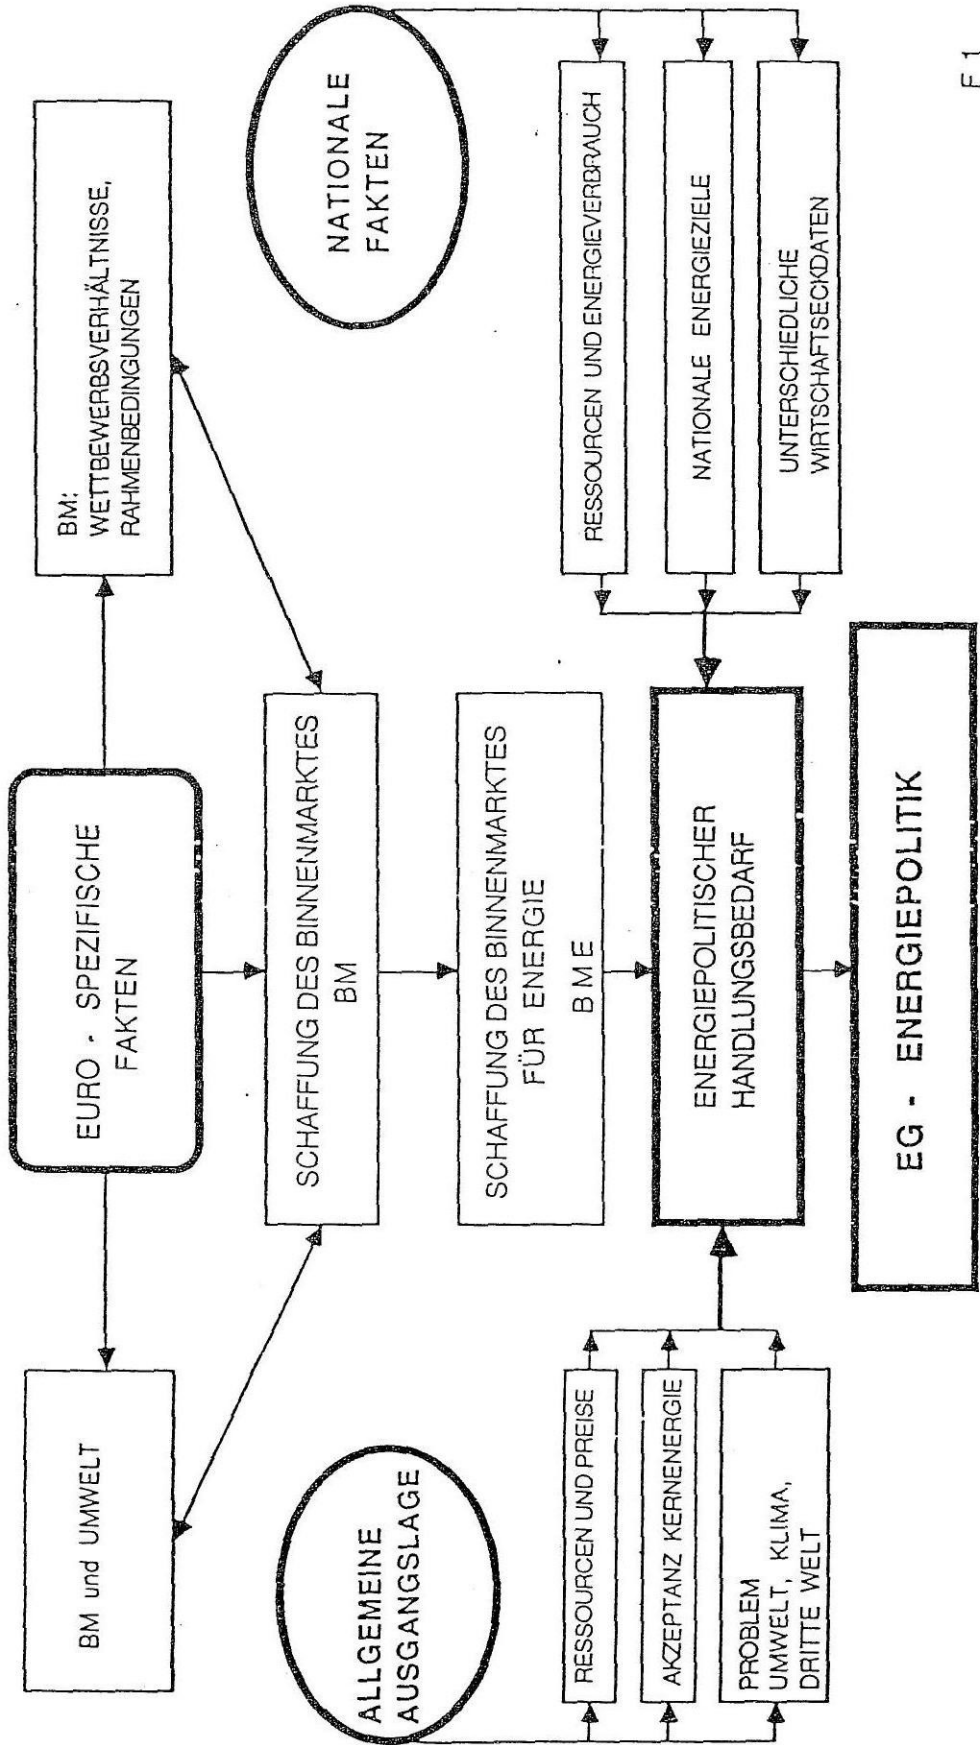 EURO - SPEZIFISCHE
FAKTEN
BM und UMWELT
BM:
WETTBEWERBSVERHÄLTNISSE,
RAHMENBEDINGUNGEN
SCHAFFUNG DES BINNENMARKTES
BM
ALLGEMEINE
AUSGANGSLAGE
NATIONALE
FAKTEN
SCHAFFUNG DES BINNENMARKTES
FÜR ENERGIE
B M E
RESSOURCEN UND PREISE
AKZEPTANZ KERNENERGIE
PROBLEM
UMWELT, KLIMA,
DRITTE WELT
ENERGIEPOLITISCHER
HANDLUNGSBEDARF
RESSOURCEN UND ENERGIEVERBRAUCH
NATIONALE ENERGIEZIELE
UNTERSCHIEDLICHE
WIRTSCHAFTSECKDATEN
EG - ENERGIEPOLITIK